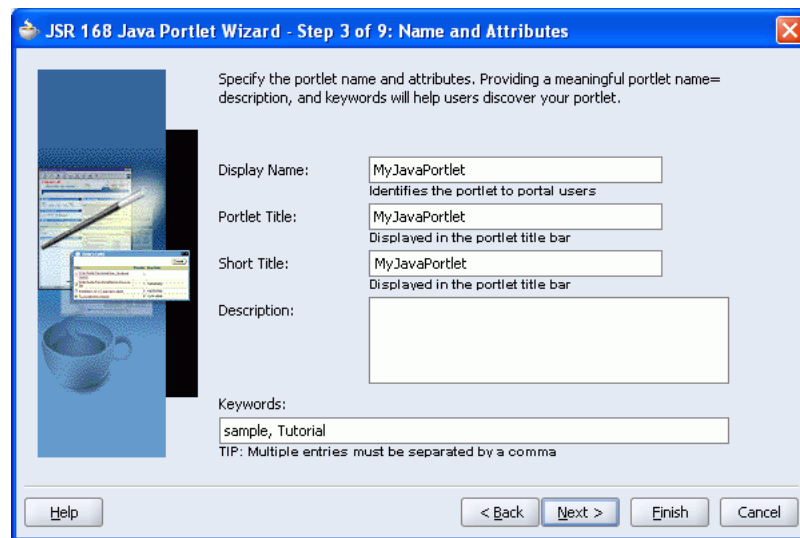 JSR 168 Java Portlet Wizard - Step 3 of 9: Name and Attributes
Specify the portlet name and attributes. Providing a meaningful portlet name=
description, and keywords will help users discover your portlet.
Display Name:
MyJavaPortlet
Identifies the portlet to portal users
Portlet Title:
MyJavaPortlet
Displayed in the portlet title bar
Short Title:
MyJavaPortlet
Displayed in the portlet title bar
Description:
Keywords:
sample, Tutorial
TIP: Multiple entries must be separated by a comma
Help
< Back
Next >
Finish
Cancel